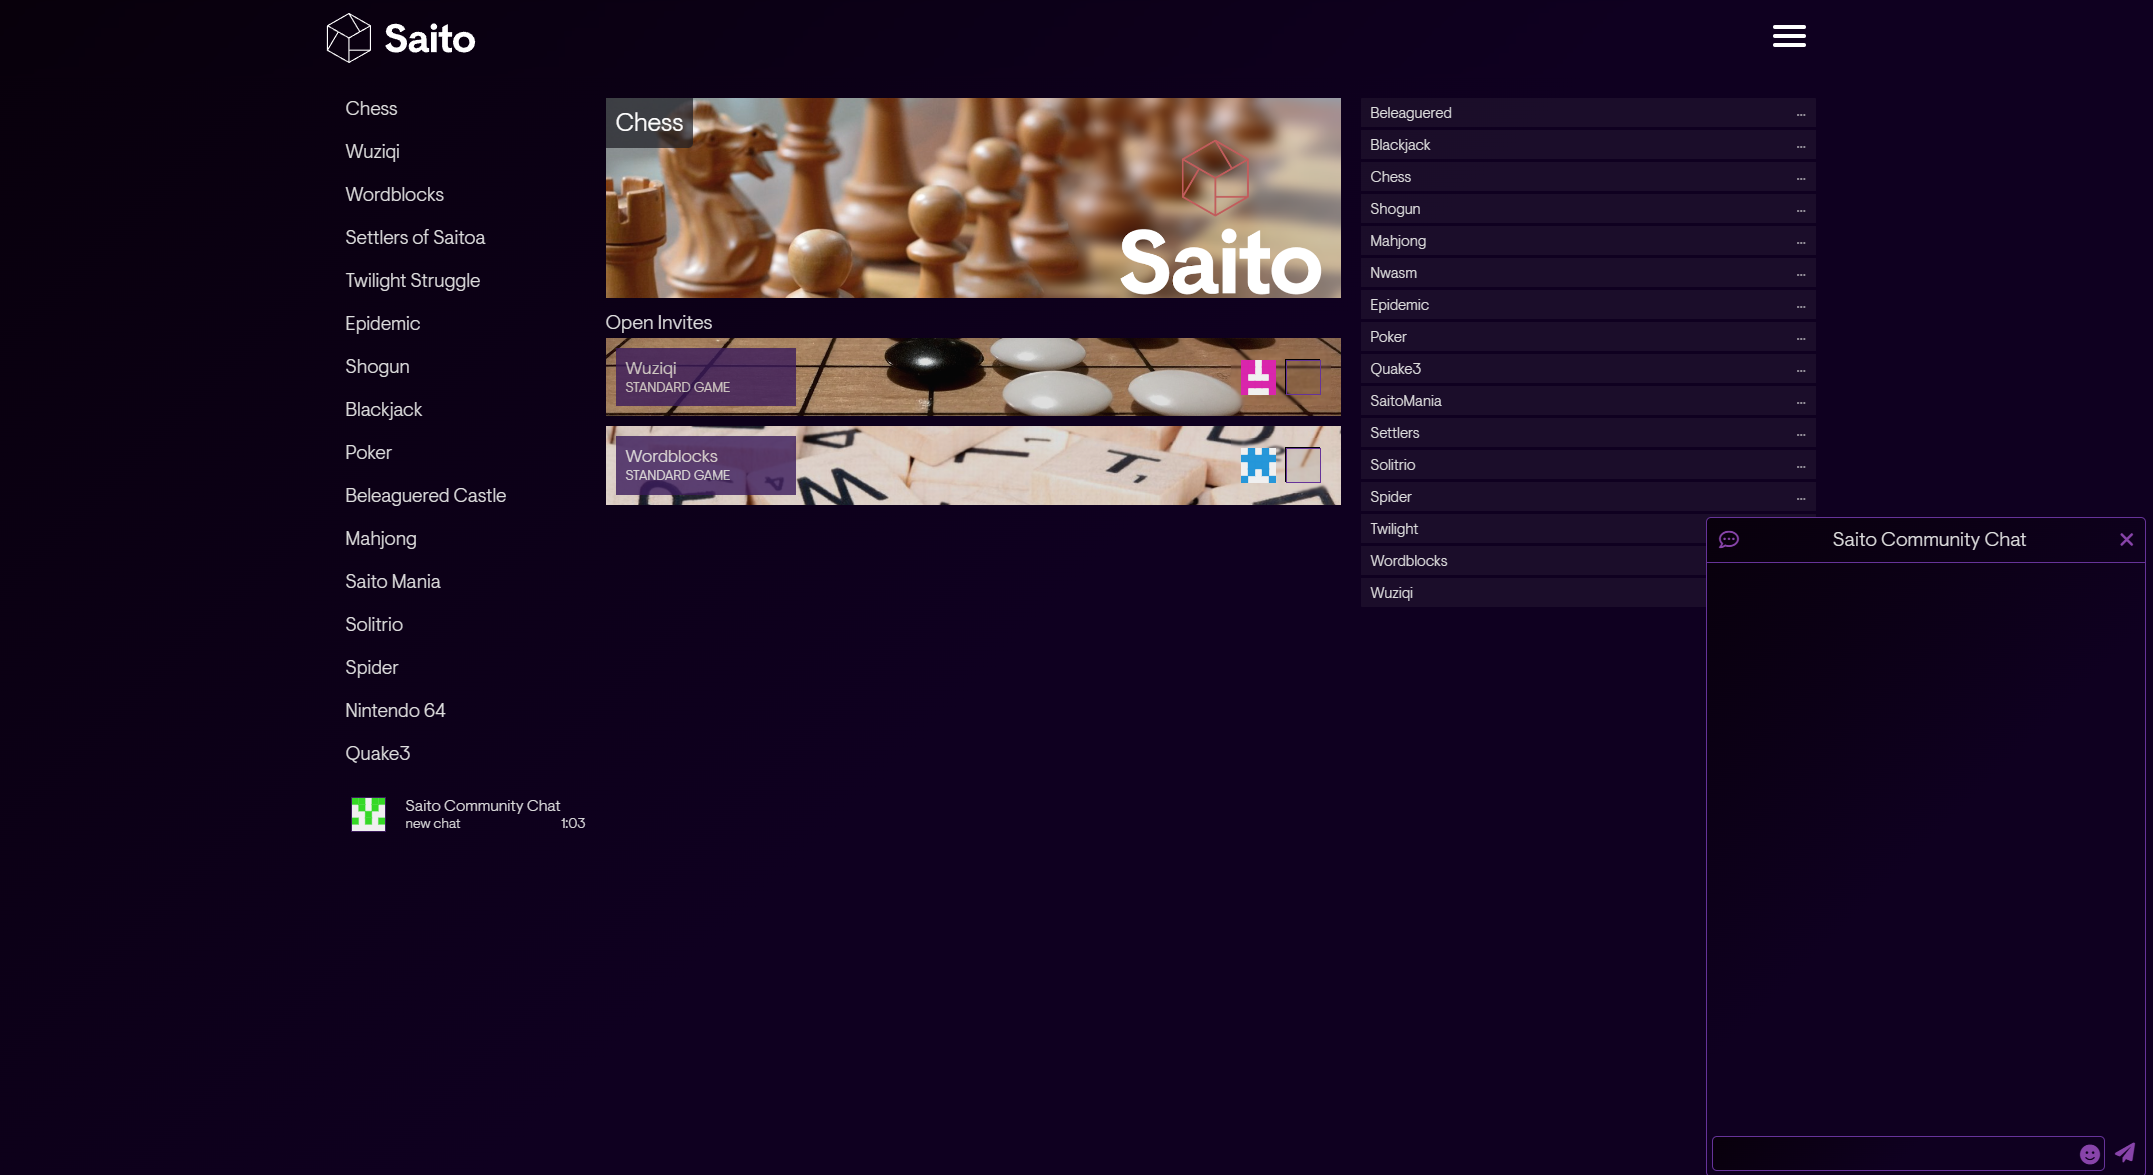 Saito
Chess
Wuziqi
Wordblocks
Settlers of Saitoa
Twilight Struggle
Epidemic
Shogun
Blackjack
Poker
Beleaguered Castle
Mahjong
Saito Mania
Solitrio
Spider
Nintendo 64
Quake3
Saito Community Chat
new chat 1:03
Chess
Saito
Open Invites
Wuziqi
STANDARD GAME
Wordblocks
STANDARD GAME
Beleaguered ...
Blackjack ...
Chess ...
Shogun ...
Mahjong ...
Nwasm ...
Epidemic ...
Poker ...
Quake3 ...
SaitoMania ...
Settlers ...
Solitrio ...
Spider ...
Twilight
Wordblocks
Wuziqi
Saito Community Chat